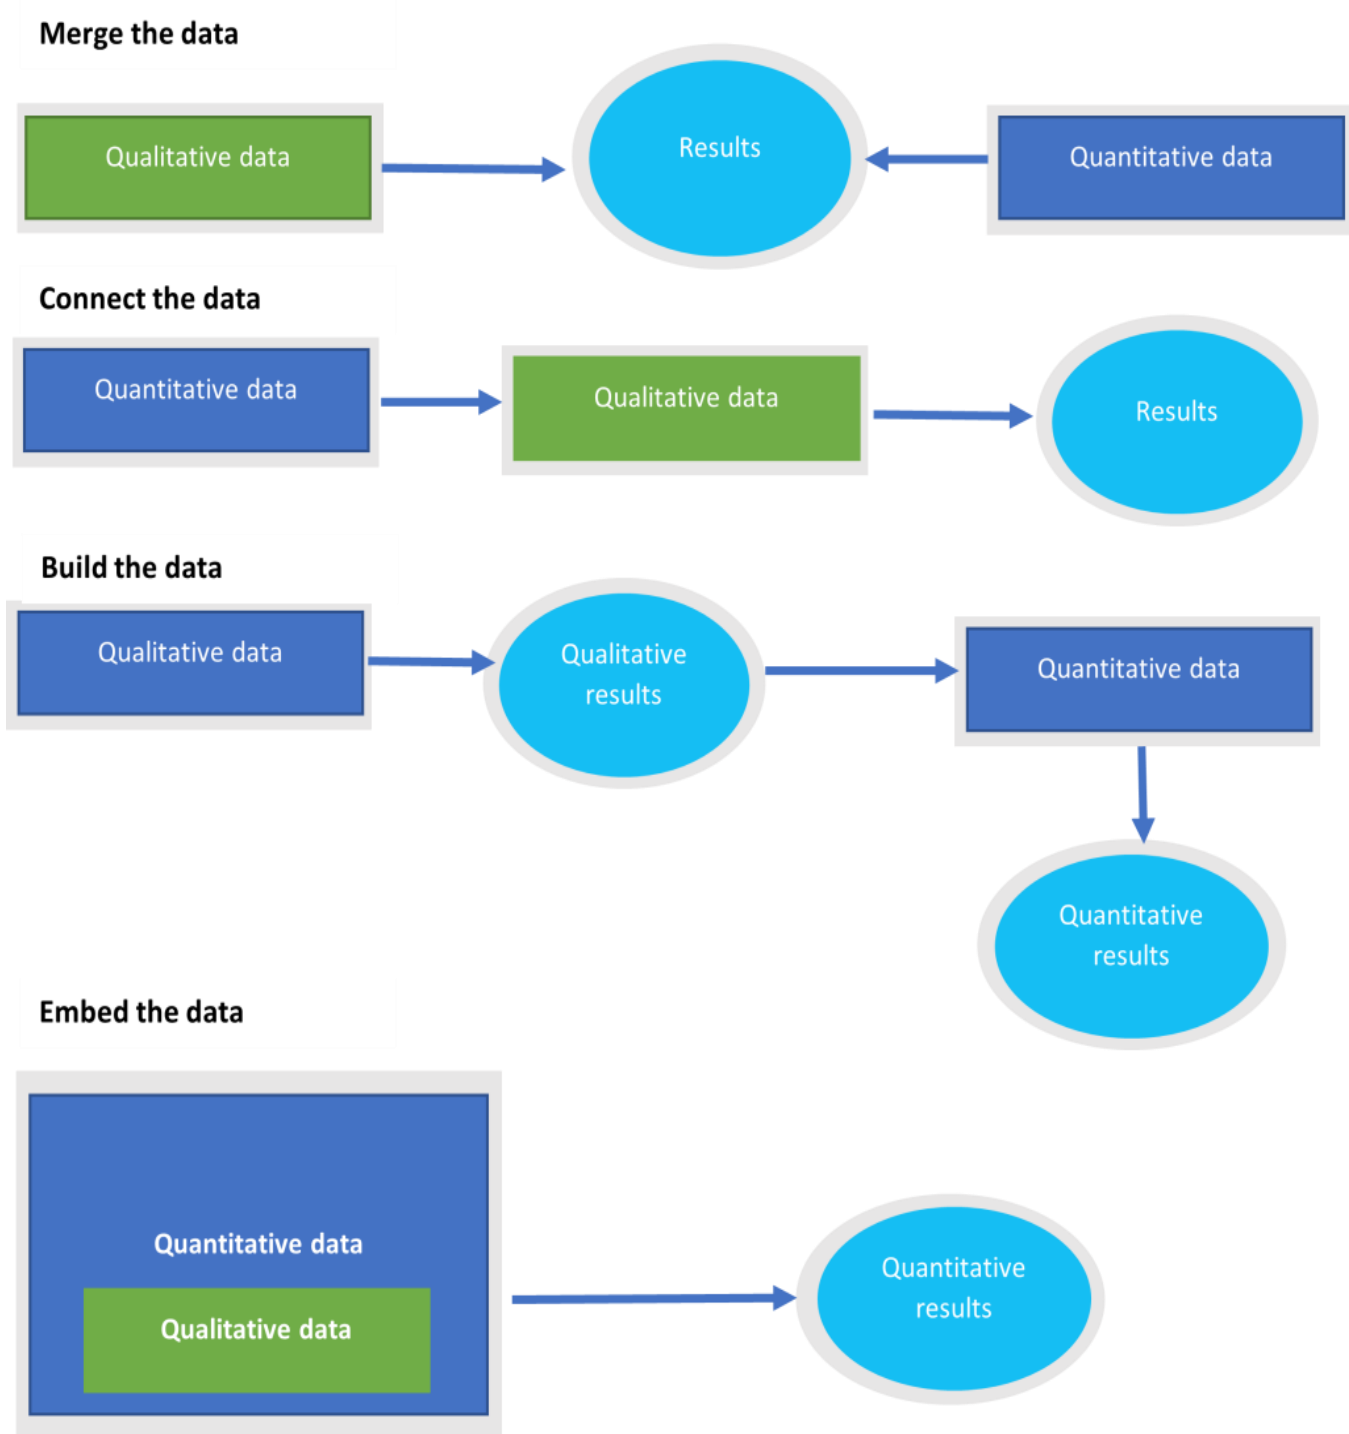 Merge the data
Qualitative data
Results
Quantitative data
Connect the data
Quantitative data
Qualitative data
Results
Build the data
Qualitative data
Qualitative
results
Quantitative data
Quantitative
results
Embed the data
Quantitative data
Qualitative data
Quantitative
results